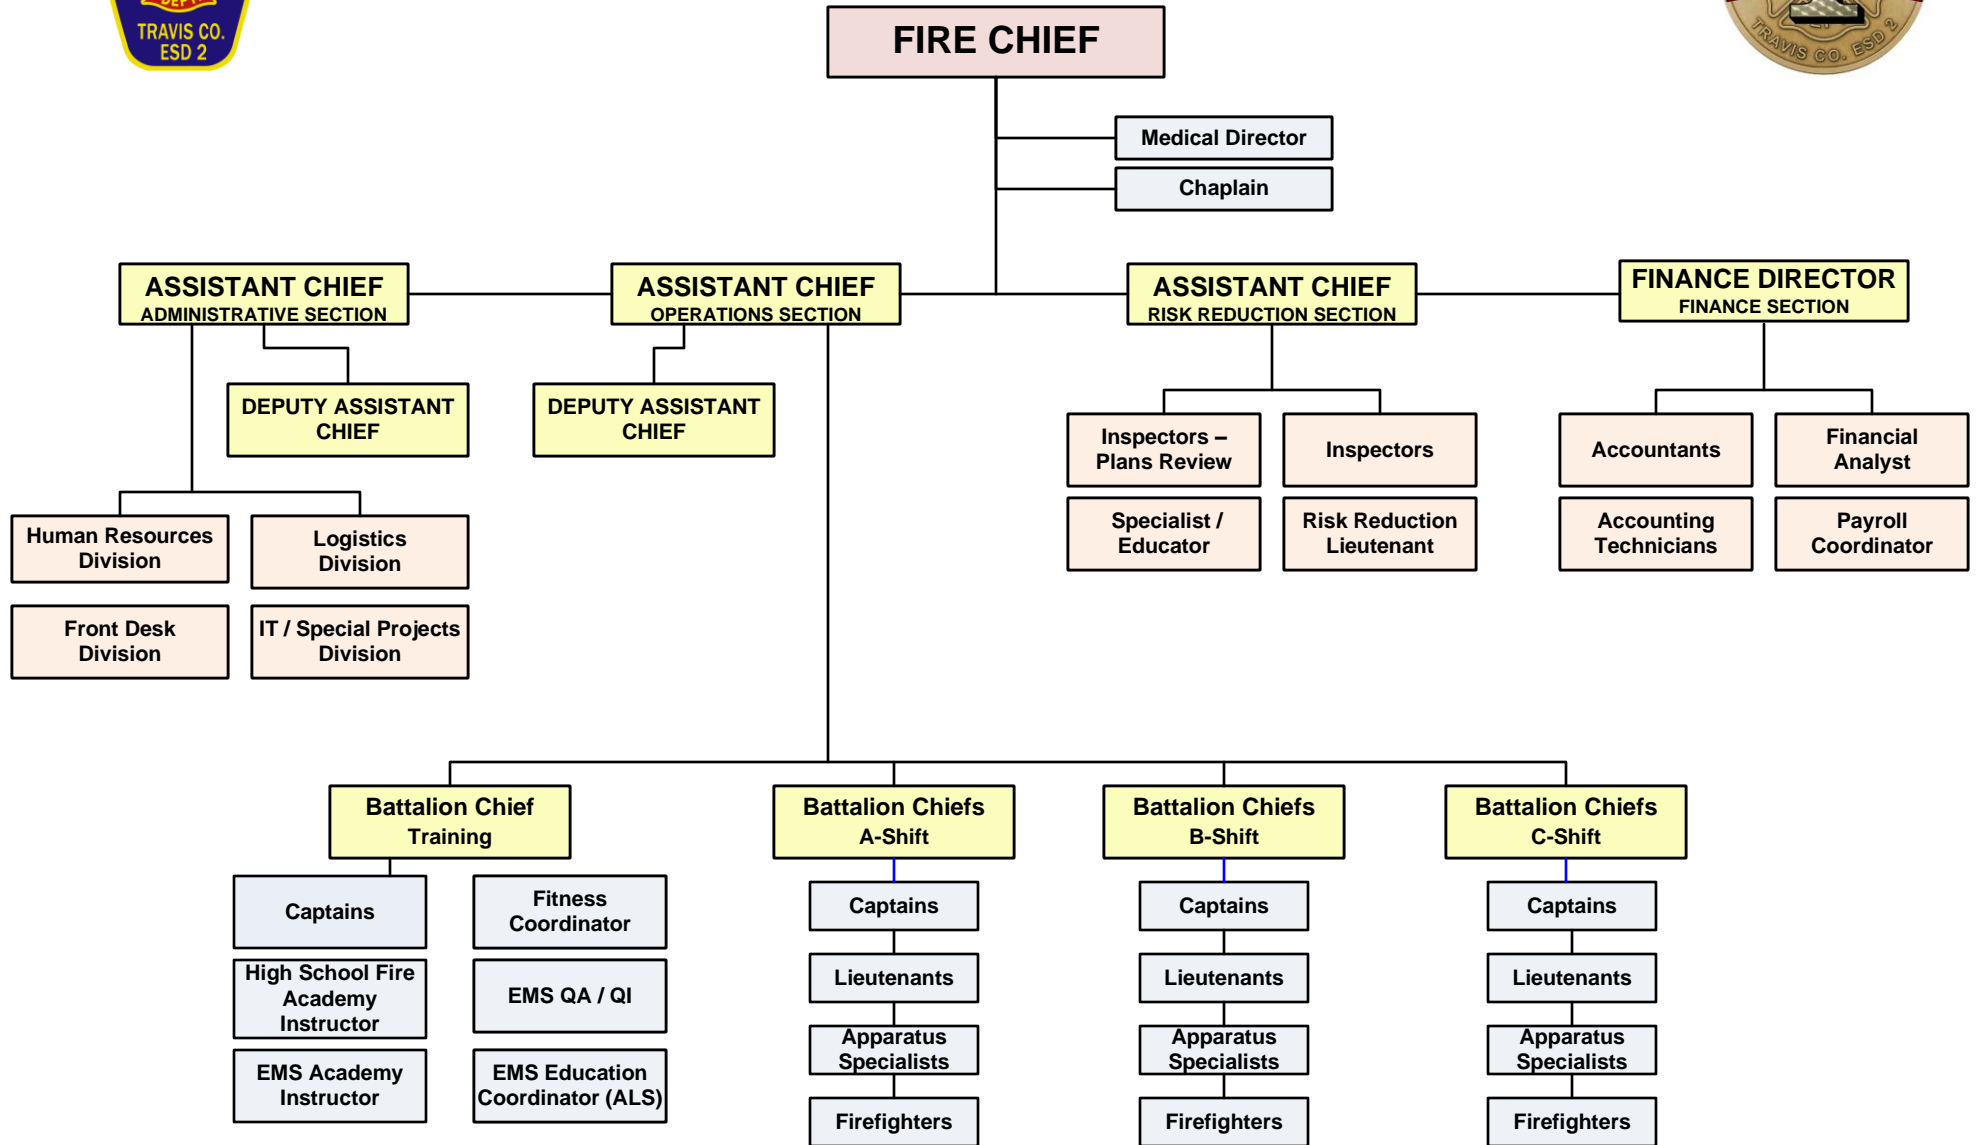 DEPT.
TRAVIS CO.
ESD 2
TRAVIS CO. ESD 2
FIRE CHIEF
Medical Director
Chaplain
ASSISTANT CHIEF
ADMINISTRATIVE SECTION
ASSISTANT CHIEF
OPERATIONS SECTION
ASSISTANT CHIEF
RISK REDUCTION SECTION
FINANCE DIRECTOR
FINANCE SECTION
DEPUTY ASSISTANT
CHIEF
DEPUTY ASSISTANT
CHIEF
Inspectors –
Plans Review
Inspectors
Accountants
Financial
Analyst
Specialist /
Educator
Risk Reduction
Lieutenant
Accounting
Technicians
Payroll
Coordinator
Human Resources
Division
Logistics
Division
Front Desk
Division
IT / Special Projects
Division
Battalion Chief
Training
Battalion Chiefs
A-Shift
Battalion Chiefs
B-Shift
Battalion Chiefs
C-Shift
Captains
Fitness
Coordinator
High School Fire
Academy
Instructor
EMS QA / QI
EMS Academy
Instructor
EMS Education
Coordinator (ALS)
Captains
Lieutenants
Apparatus
Specialists
Firefighters
Captains
Lieutenants
Apparatus
Specialists
Firefighters
Captains
Lieutenants
Apparatus
Specialists
Firefighters